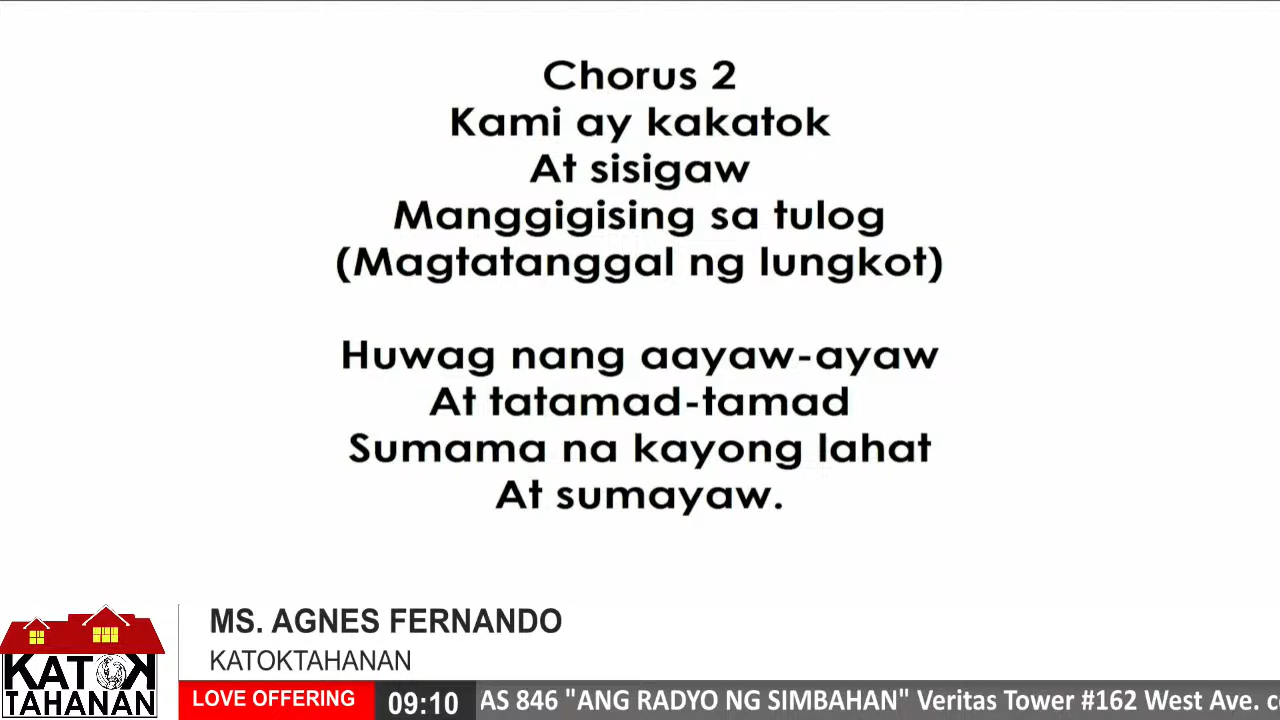 Chorus 2
Kami ay kakatok
At sisigaw
Manggigising sa tulog
(Magtatanggal ng lungkot)
Huwag nang aayaw-ayaw
At tatamad-tamad
Sumama na kayong lahat
At sumayaw.
MS. AGNES FERNANDO
KATOKTAHANAN
KATOK
TAHANAN
LOVE OFFERING
09:10
AS 846 "ANG RADYO NG SIMBAHAN" Veritas Tower #162 West Ave. c